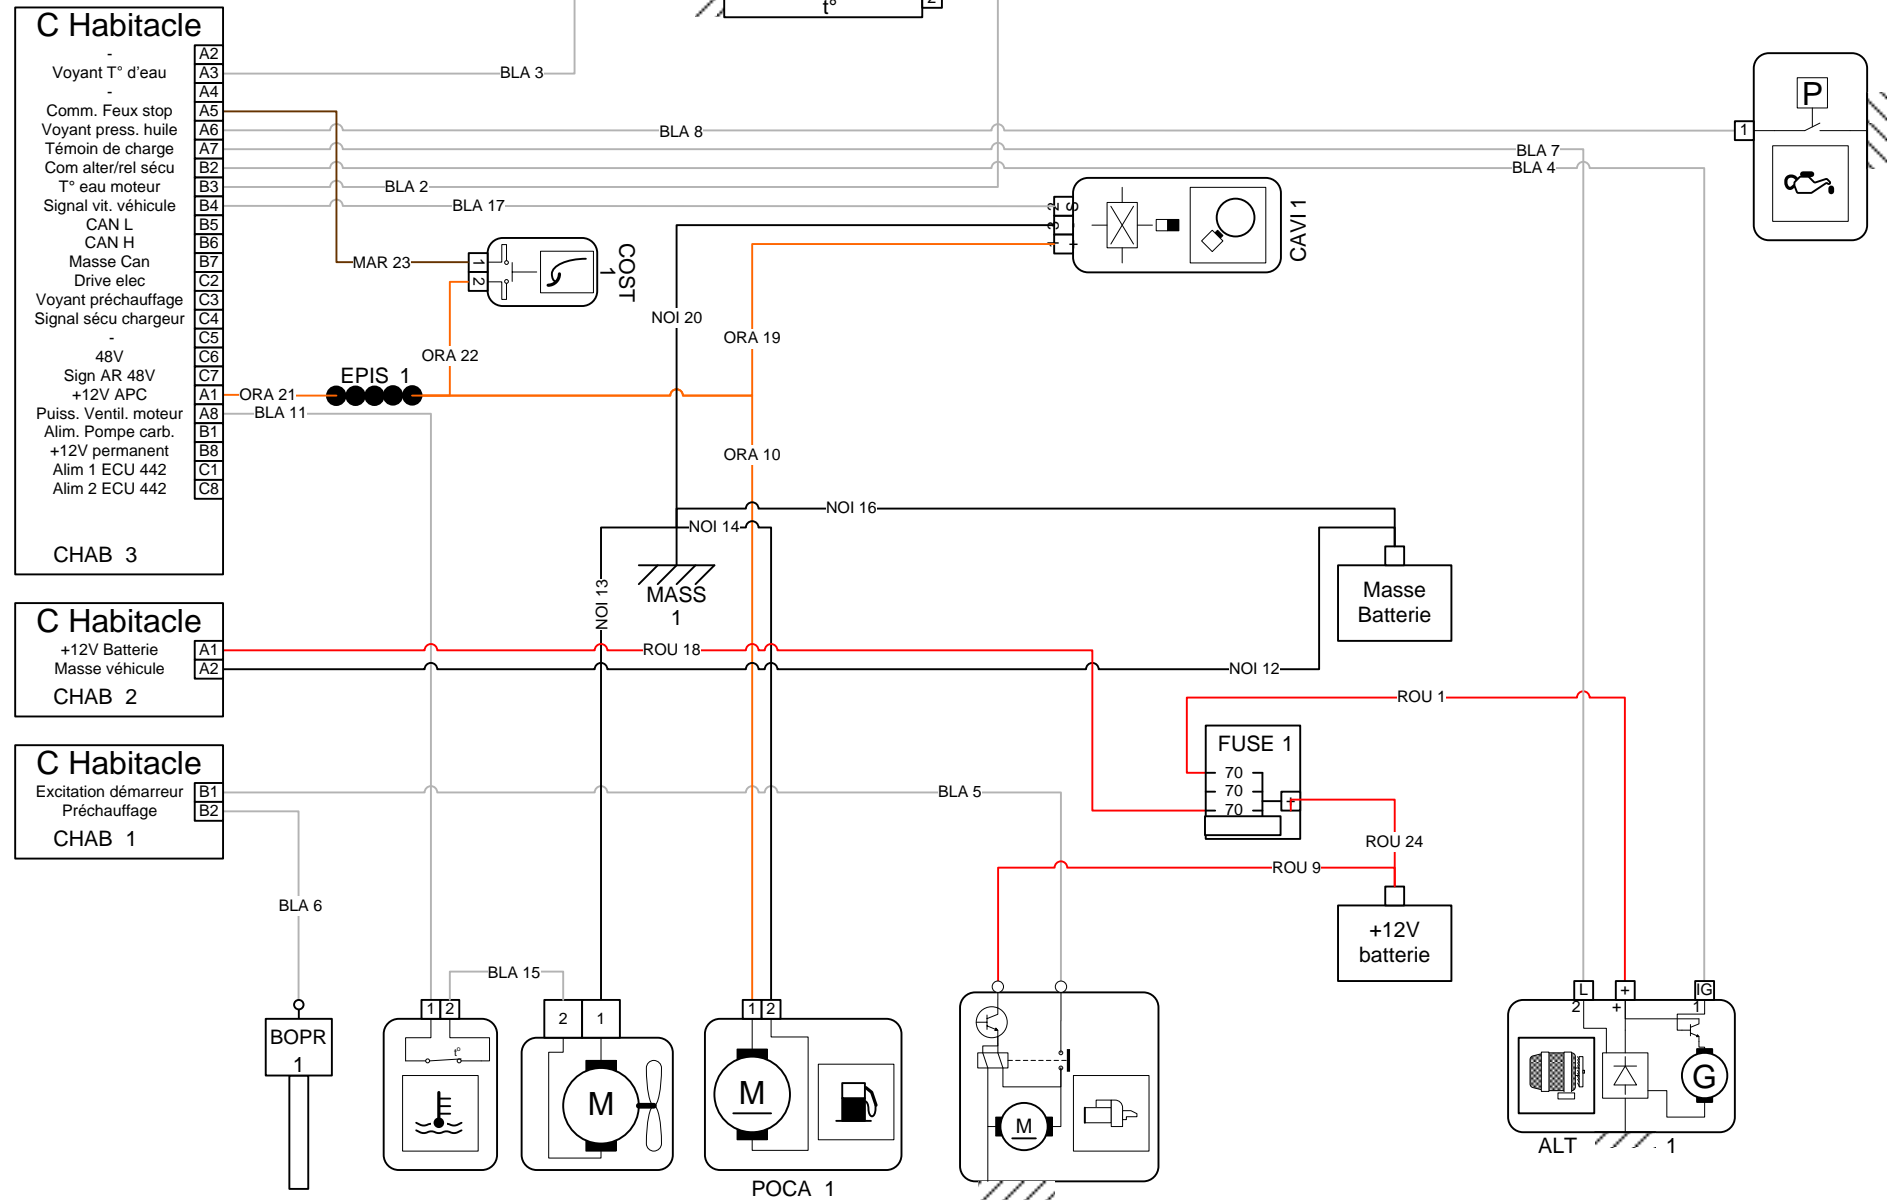 t°
2
C Habitacle
- A2
Voyant T° d'eau A3
- A4
Comm. Feux stop A5
Voyant press. huile A6
Témoin de charge A7
Com alter/rel sécu B2
T° eau moteur B3
Signal vit. véhicule B4
CAN L B5
CAN H B6
Masse Can B7
Drive elec C2
Voyant préchauffage C3
Signal sécu chargeur C4
- C5
48V C6
Sign AR 48V C7
+12V APC A1
Puiss. Ventil. moteur A8
Alim. Pompe carb. B1
+12V permanent B8
Alim 1 ECU 442 C1
Alim 2 ECU 442 C8
CHAB 3
BLA 3
BLA 8
BLA 7
BLA 4
BLA 2
BLA 17
MAR 23
1
2
COST
1
2 S
3 -
1 +
CAVI 1
P
1
NOI 20
ORA 19
ORA 22
EPIS 1
ORA 21
BLA 11
ORA 10
NOI 16
NOI 14
NOI 13
MASS
1
Masse
Batterie
C Habitacle
+12V Batterie A1
Masse véhicule A2
CHAB 2
ROU 18
NOI 12
ROU 1
C Habitacle
Excitation démarreur B1
Préchauffage B2
CHAB 1
BLA 5
FUSE 1
70
70
70
+
ROU 24
ROU 9
+12V
batterie
BLA 6
BLA 15
BOPR
1
1 2
t°
2 1
M
1 2
M
POCA 1
M
L + IG
2 + 1
G
ALT 1